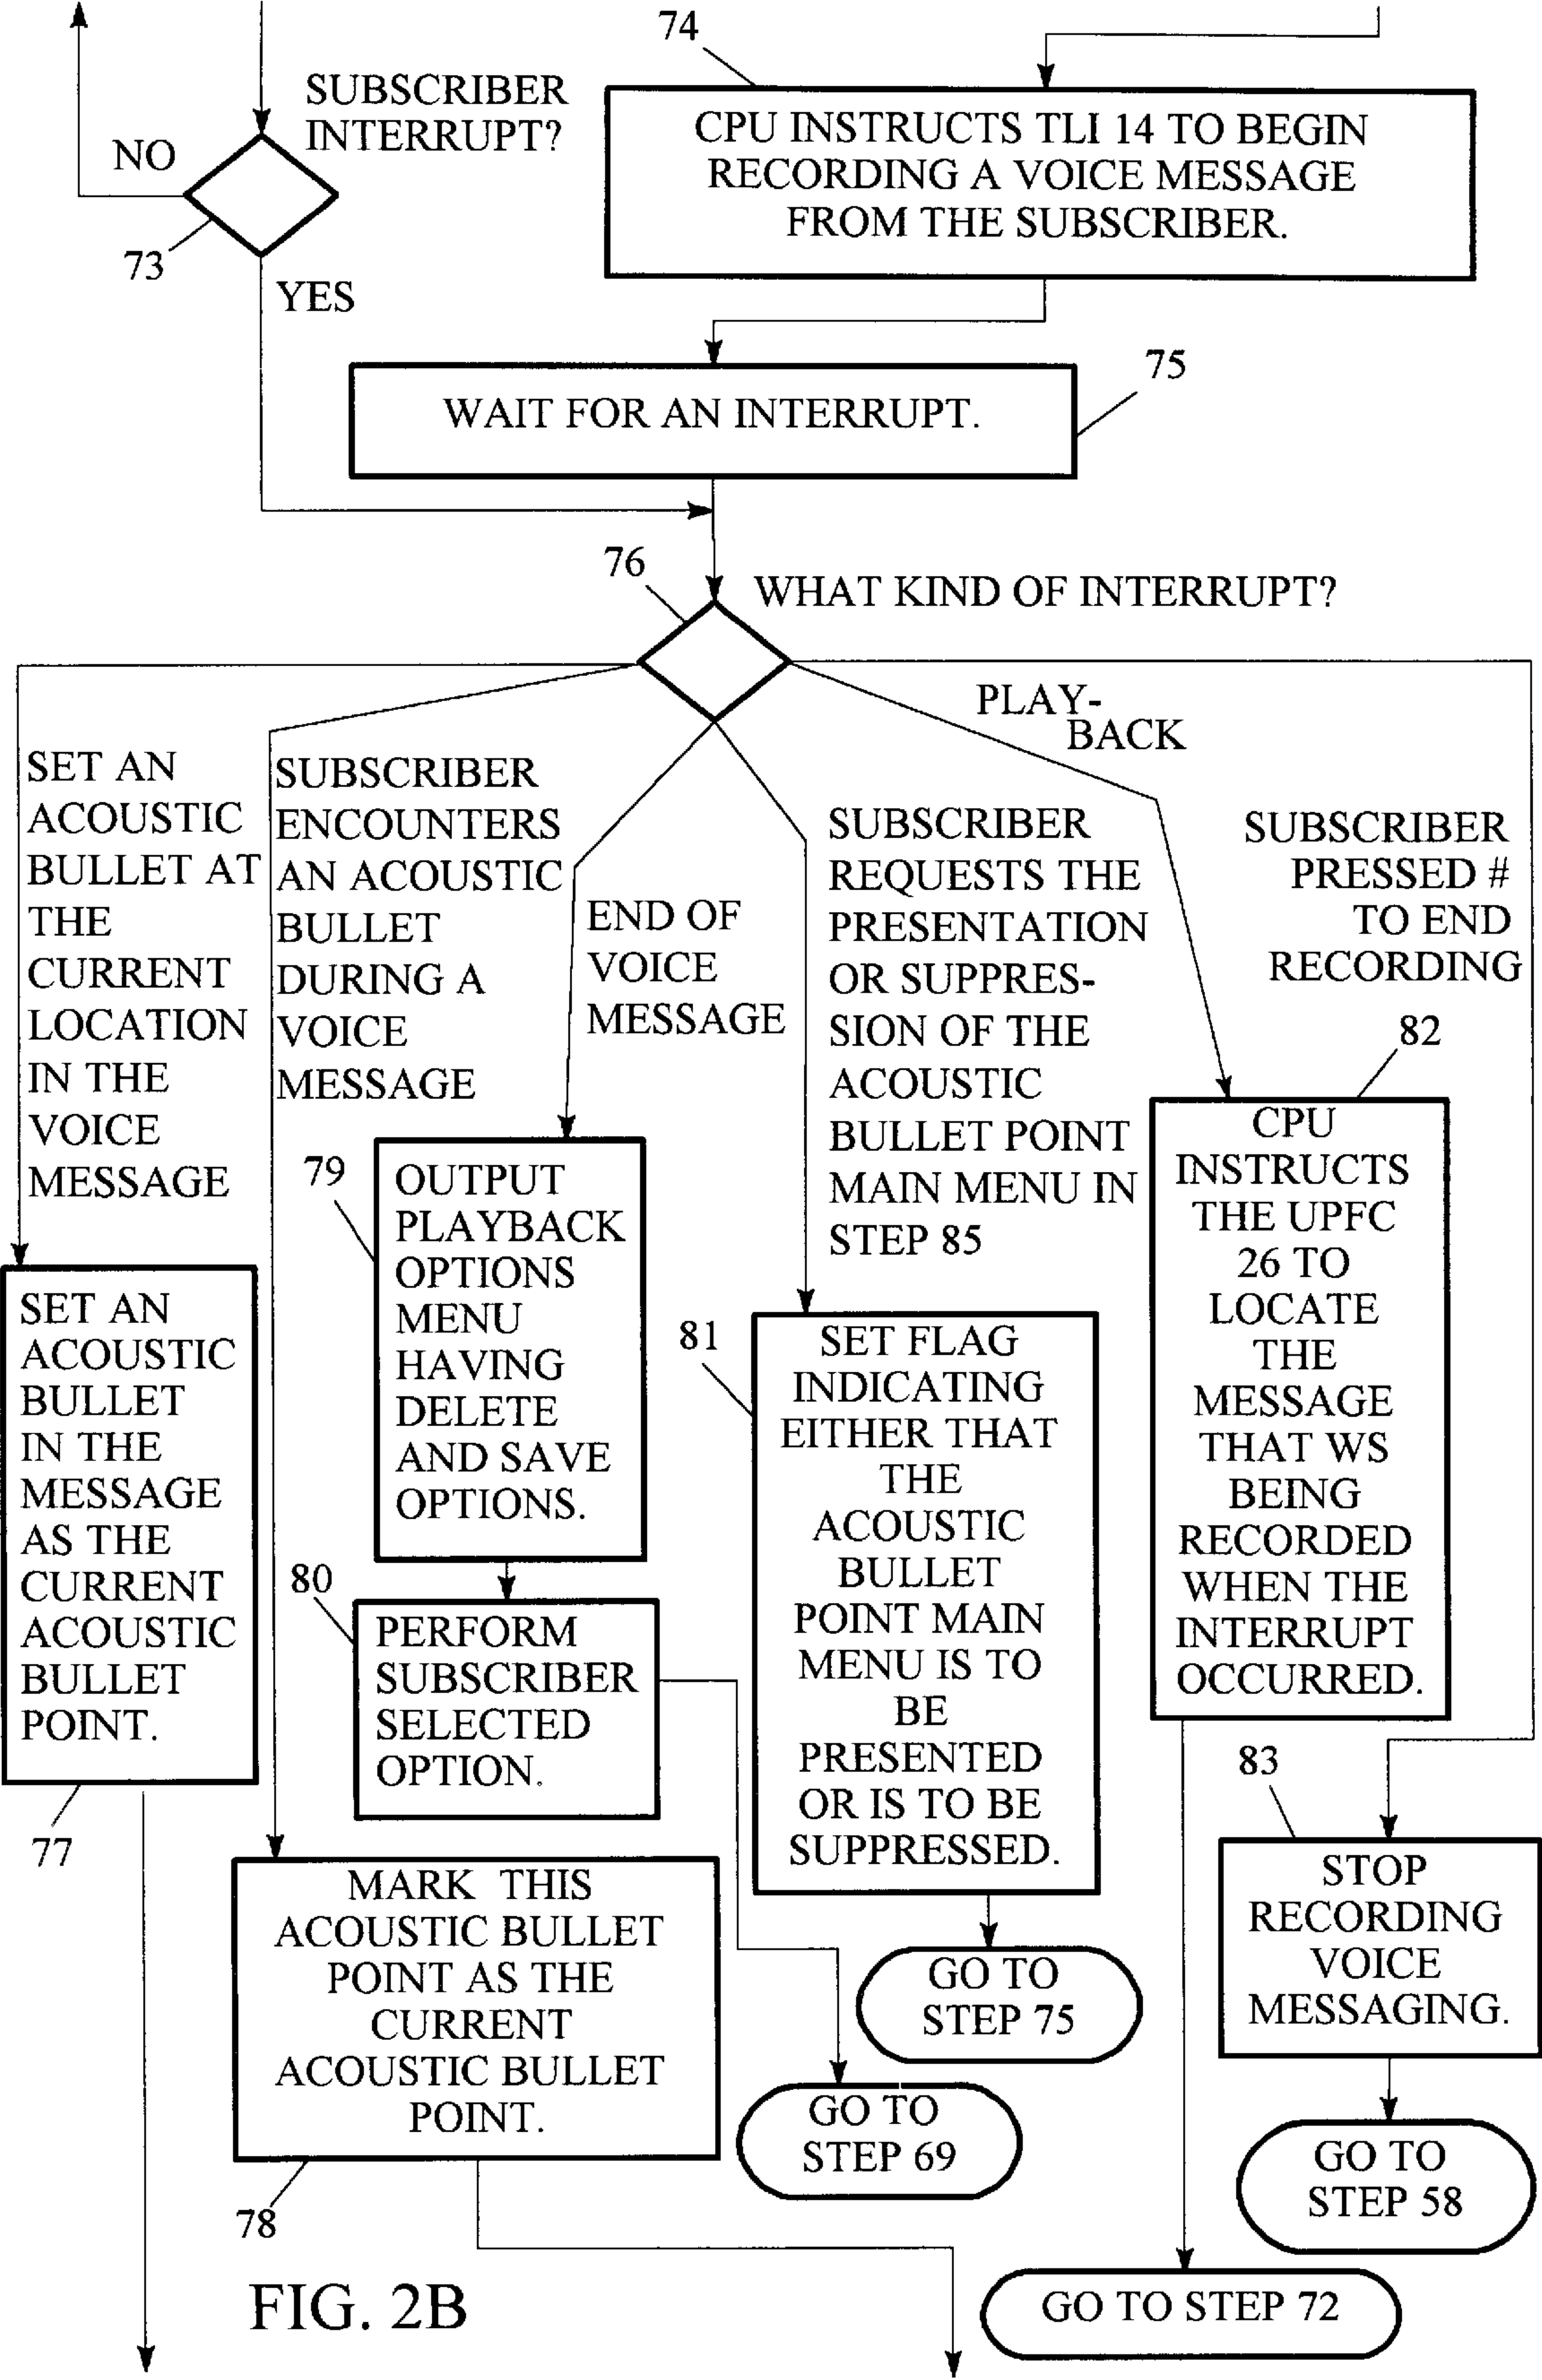 74
SUBSCRIBER
INTERRUPT?
NO
73
YES
CPU INSTRUCTS TLI 14 TO BEGIN
RECORDING A VOICE MESSAGE
FROM THE SUBSCRIBER.
75
WAIT FOR AN INTERRUPT.
76
WHAT KIND OF INTERRUPT?
SET AN
ACOUSTIC
BULLET AT
THE
CURRENT
LOCATION
IN THE
VOICE
MESSAGE
SUBSCRIBER
ENCOUNTERS
AN ACOUSTIC
BULLET
DURING A
VOICE
MESSAGE
END OF
VOICE
MESSAGE
SUBSCRIBER
REQUESTS THE
PRESENTATION
OR SUPPRES-
SION OF THE
ACOUSTIC
BULLET POINT
MAIN MENU IN
STEP 85
PLAY-
BACK
SUBSCRIBER
PRESSED #
TO END
RECORDING
SET AN
ACOUSTIC
BULLET
IN THE
MESSAGE
AS THE
CURRENT
ACOUSTIC
BULLET
POINT.
77
79
OUTPUT
PLAYBACK
OPTIONS
MENU
HAVING
DELETE
AND SAVE
OPTIONS.
80
PERFORM
SUBSCRIBER
SELECTED
OPTION.
MARK THIS
ACOUSTIC BULLET
POINT AS THE
CURRENT
ACOUSTIC BULLET
POINT.
78
81
SET FLAG
INDICATING
EITHER THAT
THE
ACOUSTIC
BULLET
POINT MAIN
MENU IS TO
BE
PRESENTED
OR IS TO BE
SUPPRESSED.
GO TO
STEP 75
GO TO
STEP 69
82
CPU
INSTRUCTS
THE UPFC
26 TO
LOCATE
THE
MESSAGE
THAT WS
BEING
RECORDED
WHEN THE
INTERRUPT
OCCURRED.
83
STOP
RECORDING
VOICE
MESSAGING.
GO TO
STEP 58
GO TO STEP 72
FIG. 2B